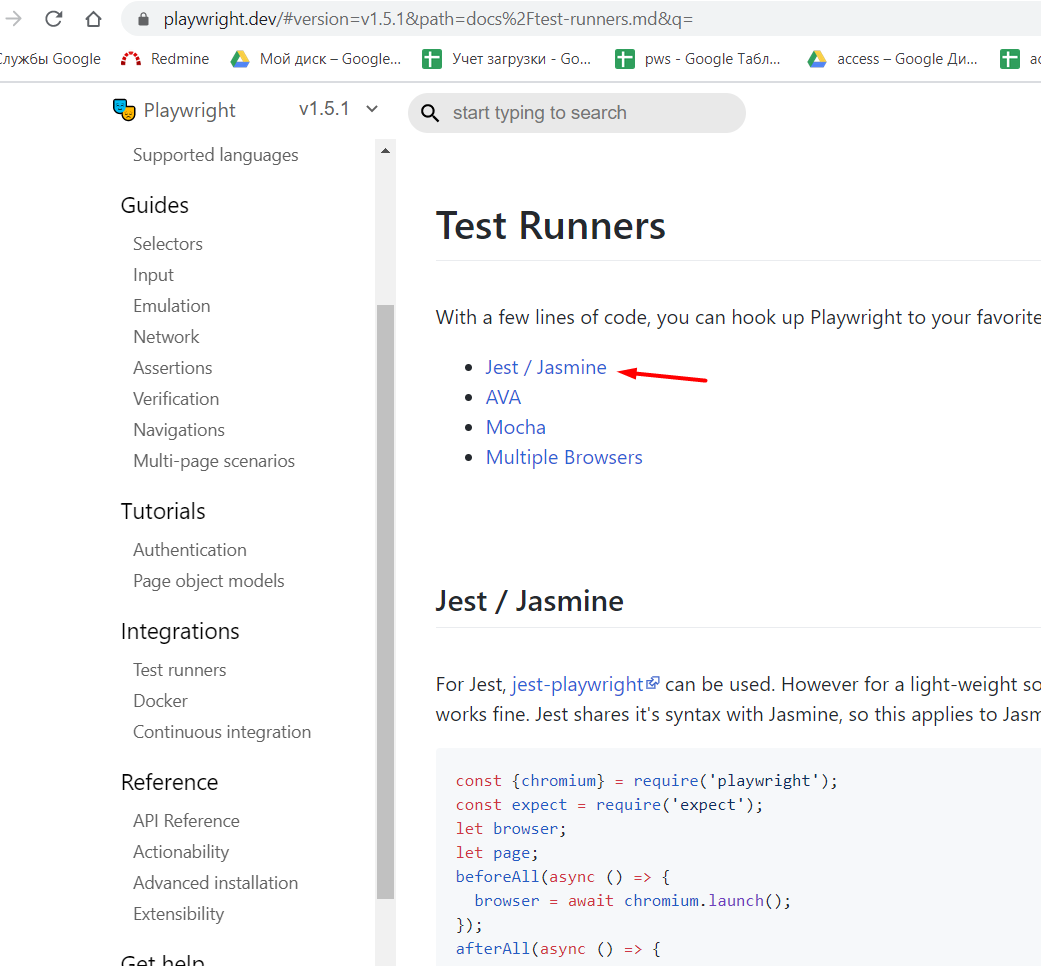 playwright.dev/#version=v1.5.1&path=docs%2Ftest-runners.md&q=
Службы Google Redmine Мой диск – Google... Учет загрузки - Go... pws - Google Табл... access – Google Ди... ac
Playwright v1.5.1 start typing to search
Supported languages
Guides
Selectors
Input
Emulation
Network
Assertions
Verification
Navigations
Multi-page scenarios
Tutorials
Authentication
Page object models
Integrations
Test runners
Docker
Continuous integration
Reference
API Reference
Actionability
Advanced installation
Extensibility
Get help
Test Runners
With a few lines of code, you can hook up Playwright to your favorite
Jest / Jasmine
AVA
Mocha
Multiple Browsers
Jest / Jasmine
For Jest, jest-playwright can be used. However for a light-weight so
works fine. Jest shares it's syntax with Jasmine, so this applies to Jasm
const {chromium} = require('playwright');
const expect = require('expect');
let browser;
let page;
beforeAll(async () => {
  browser = await chromium.launch();
});
afterAll(async () => {